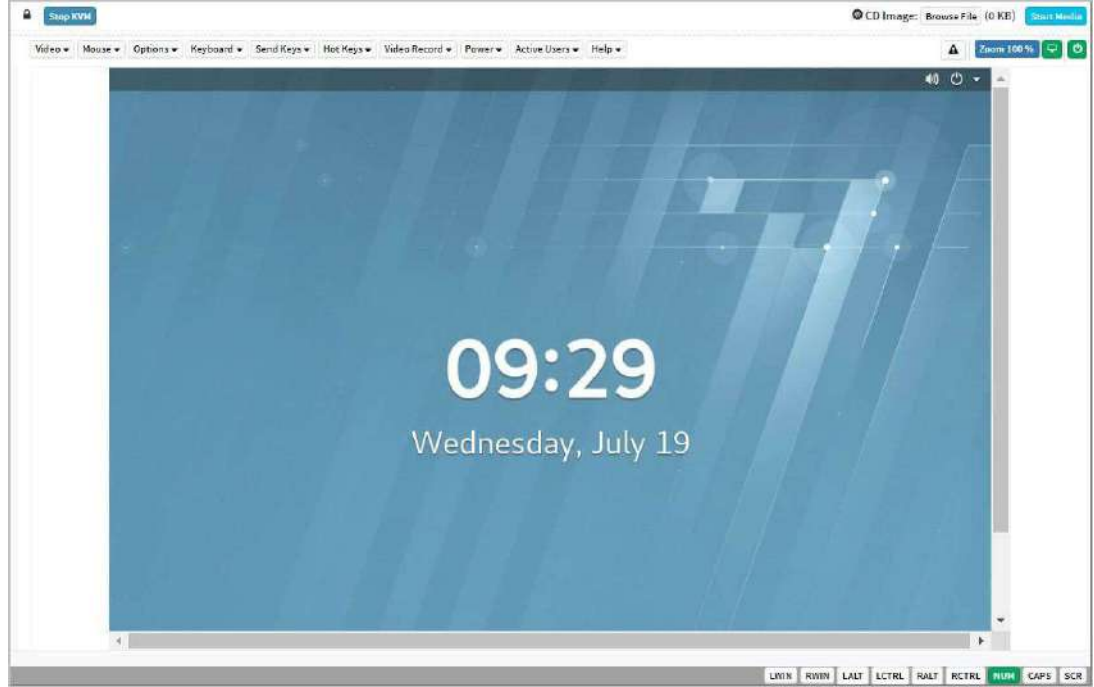 Stop KVM CD Image: Browse File (0 KB) Start Media
Video Mouse Options Keyboard Send Keys Hot Keys Video Record Power Active Users Help Zoom 100 %
09:29
Wednesday, July 19
LWIN RWIN LALT LCTRL RALT RCTRL NUM CAPS SCR